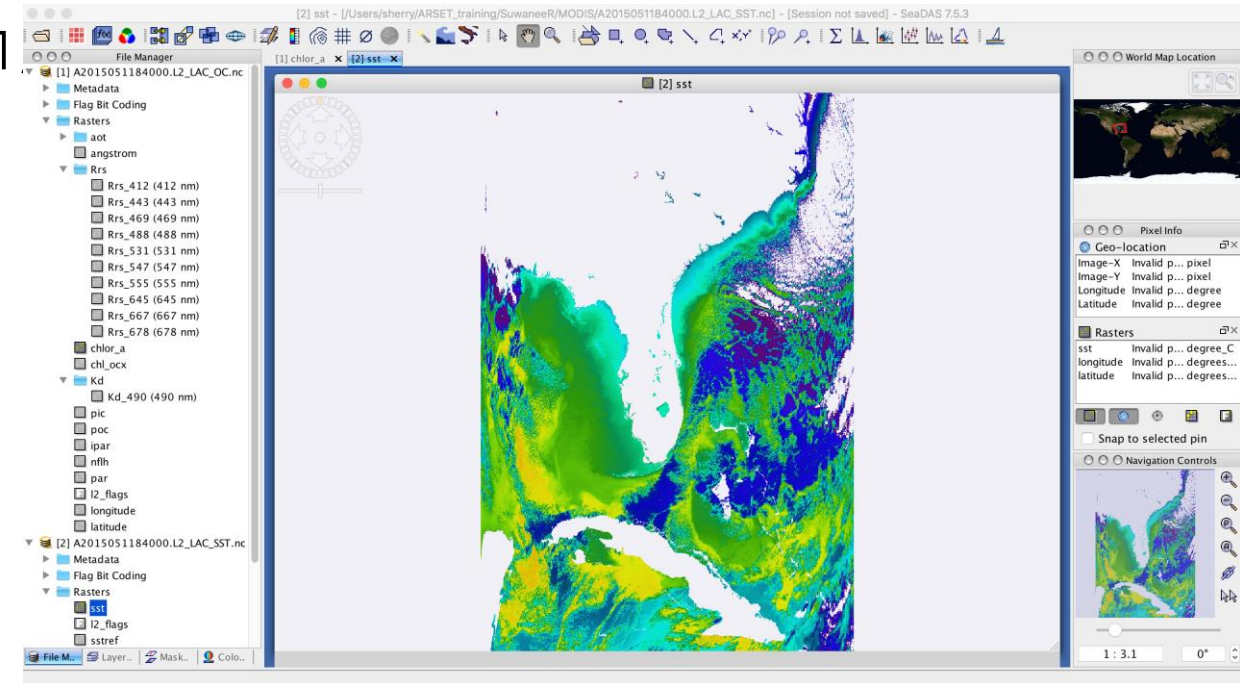 [2] sst - [/Users/sherry/ARSET_training/SuwaneeR/MODIS/A2015051184000.L2_LAC_SST.nc] - [Session not saved] - SeaDAS 7.5.3
File Manager
[1] A2015051184000.L2_LAC_OC.nc
Metadata
Flag Bit Coding
Rasters
aot
angstrom
Rrs
Rrs_412 (412 nm)
Rrs_443 (443 nm)
Rrs_469 (469 nm)
Rrs_488 (488 nm)
Rrs_531 (531 nm)
Rrs_547 (547 nm)
Rrs_555 (555 nm)
Rrs_645 (645 nm)
Rrs_667 (667 nm)
Rrs_678 (678 nm)
chlor_a
chl_ocx
Kd
Kd_490 (490 nm)
pic
poc
ipar
nflh
par
l2_flags
longitude
latitude
[2] A2015051184000.L2_LAC_SST.nc
Metadata
Flag Bit Coding
Rasters
sst
l2_flags
sstref
File M.. Layer.. Mask.. Colo..
[1] chlor_a [2] sst
[2] sst
World Map Location
Pixel Info
Geo-location
Image-X Invalid p... pixel
Image-Y Invalid p... pixel
Longitude Invalid p... degree
Latitude Invalid p... degree
Rasters
sst Invalid p... degree_C
longitude Invalid p... degrees...
latitude Invalid p... degrees...
Snap to selected pin
Navigation Controls
1 : 3.1 0°